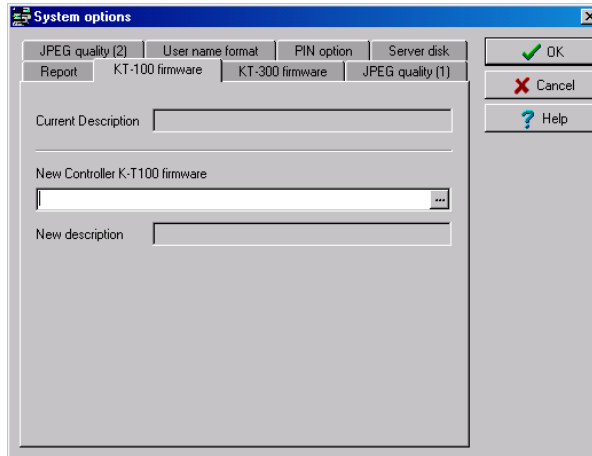 System options
JPEG quality (2) User name format PIN option Server disk
Report KT-100 firmware KT-300 firmware JPEG quality (1)
OK
Cancel
? Help
Current Description
New Controller K-T100 firmware
...
New description